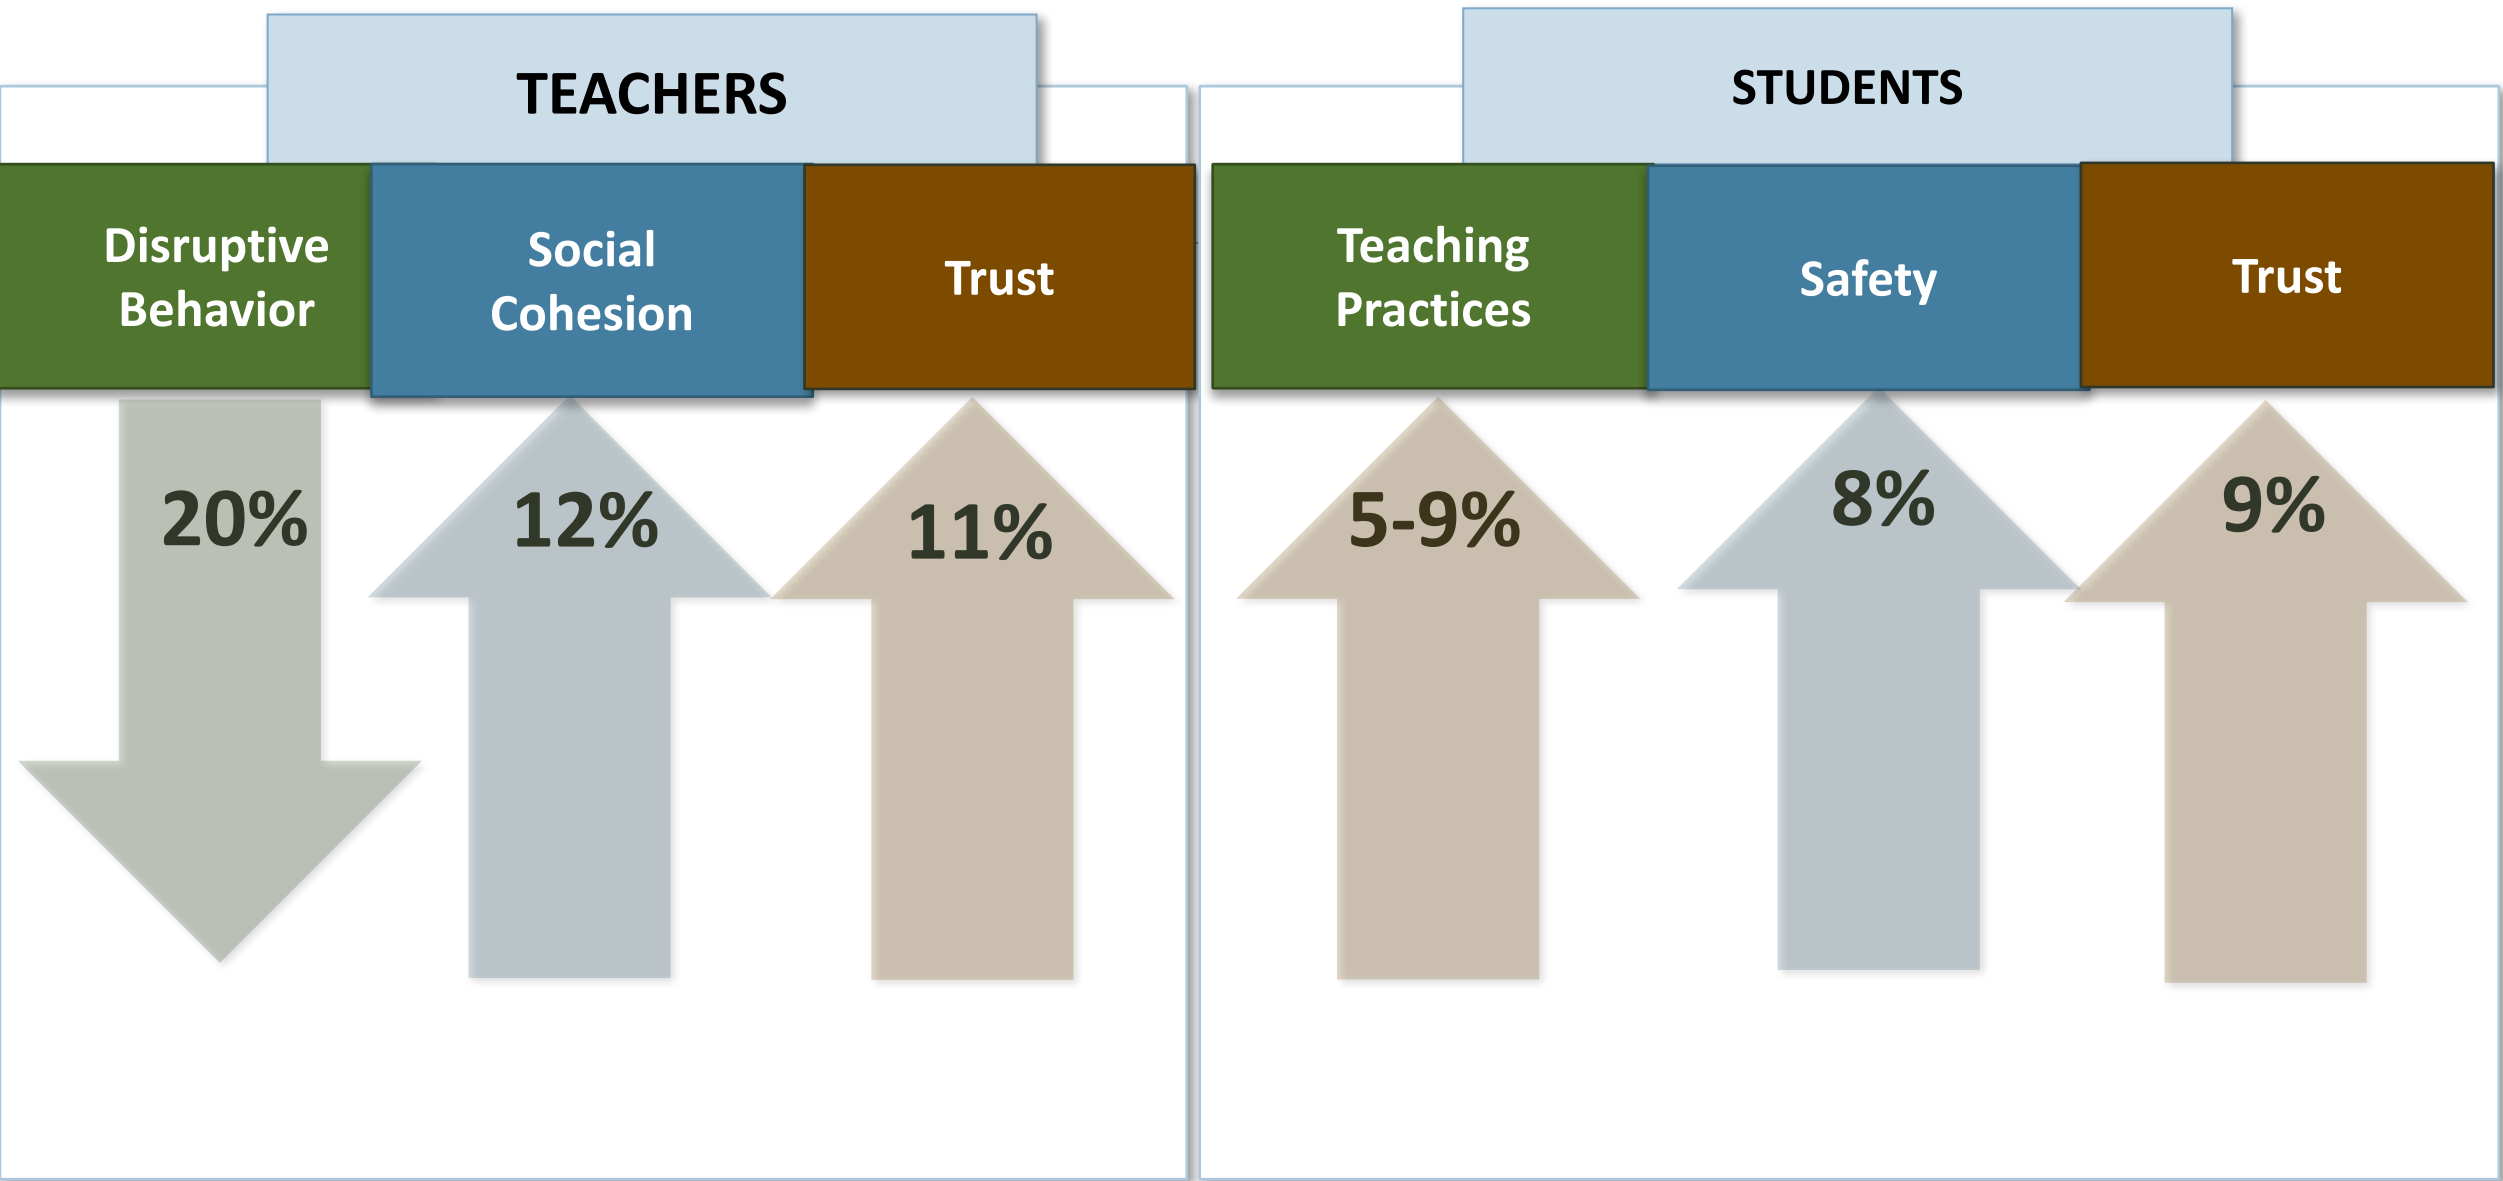 TEACHERS
Disruptive
Behavior
Social
Cohesion
Trust
20%
12%
11%
STUDENTS
Teaching
Practices
Safety
Trust
5-9%
8%
9%